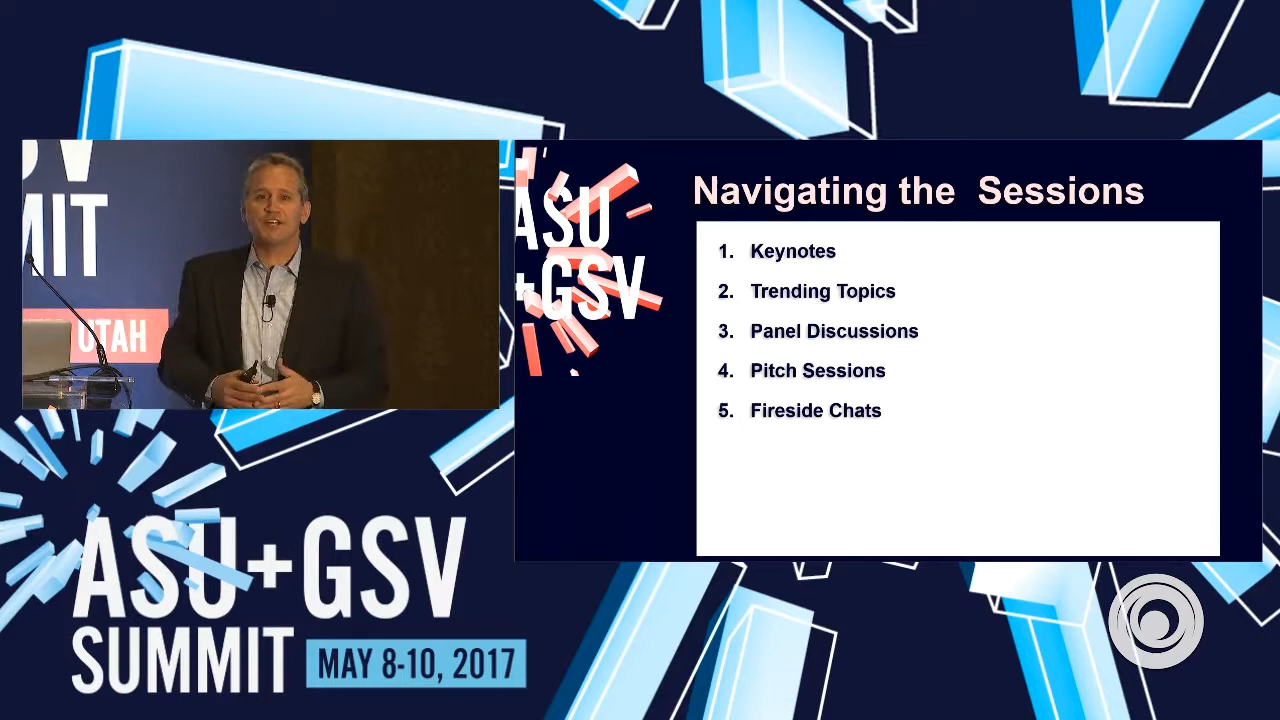 MIT
UTAH
ASU
+GSV
Navigating the  Sessions
1. Keynotes
2. Trending Topics
3. Panel Discussions
4. Pitch Sessions
5. Fireside Chats
ASU+GSV
SUMMIT
MAY 8-10, 2017